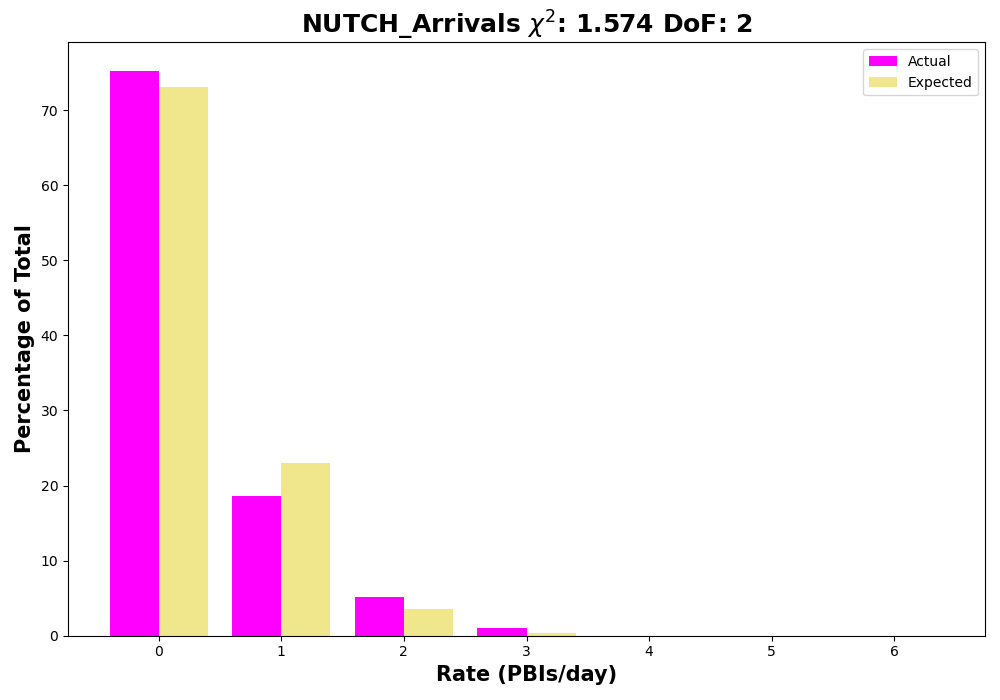 NUTCH_Arrivals χ²: 1.574 DoF: 2
Actual
Expected
Percentage of Total
70
60
50
40
30
20
10
0
0 1 2 3 4 5 6
Rate (PBIs/day)